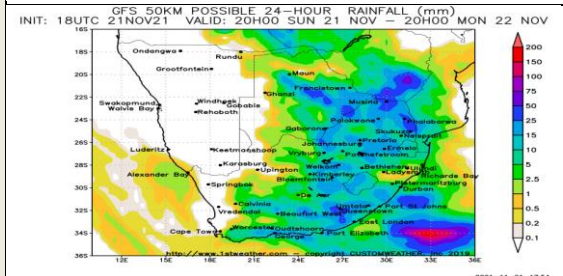 GFS 50KM POSSIBLE 24-HOUR RAINFALL (mm)
INIT: 18UTC 21NOV21 VALID: 20H00 SUN 21 NOV - 20H00 MON 22 NOV
16S
18S
20S
22S
24S
26S
28S
30S
32S
34S
36S
Ongwana
Rundu
Grootfontein
Maun
Francistown
Ghanzi
Musina
Swakopmund
Walvis Bay
Windhoek
Gobabis
Rehoboth
Polokwane
Phalaborwa
Gaborone
Skukuza
Nelspruit
Pretoria
Johannesburg
Luderitz
Keetmanshoop
Vryburg
Potchefstroom
Ermelo
Karasburg
Upington
Welkom
Kimberley
Bethlehem
Ladysmith
Richards Bay
Alexander Bay
Bloemfontein
Pietermaritzburg
Durban
Springbok
De Aar
Calvinia
Vredendal
Umtata
Port St Johns
Queenstown
Beaufort West
East London
Cape Town
Worcester
Oudtshoorn
George
Port Elizabeth
http://www.1stweather.com - copyright CUSTOMWEATHER, Inc 2019
12E 15E 18E 21E 24E 27E 30E 33E 36E
200
150
100
75
50
25
15
10
5
2.5
1
0.5
0.2
0.1